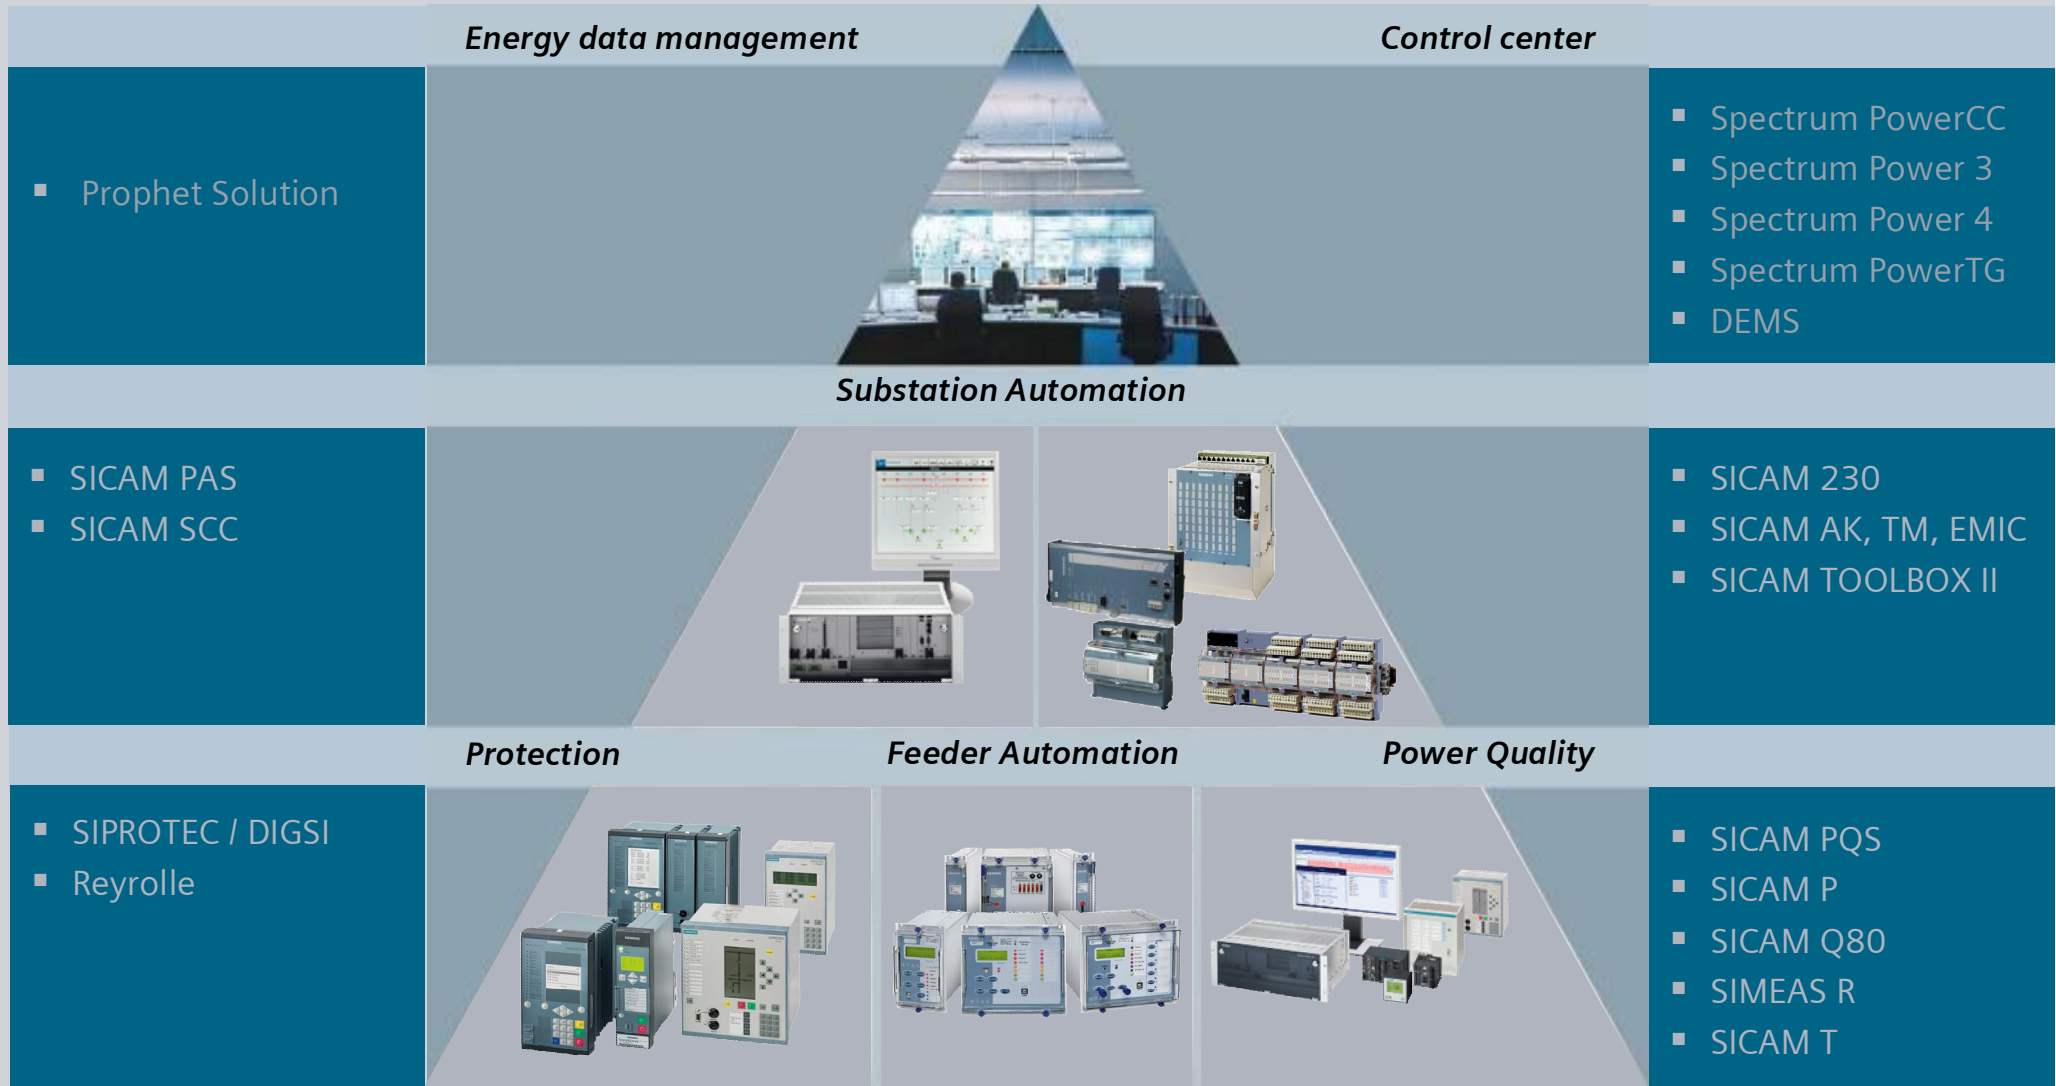 Energy data management
Control center
Prophet Solution
Spectrum PowerCC
Spectrum Power 3
Spectrum Power 4
Spectrum PowerTG
DEMS
Substation Automation
SICAM PAS
SICAM SCC
SICAM 230
SICAM AK, TM, EMIC
SICAM TOOLBOX II
Protection
Feeder Automation
Power Quality
SIPROTEC / DIGSI
Reyrolle
SICAM PQS
SICAM P
SICAM Q80
SIMEAS R
SICAM T